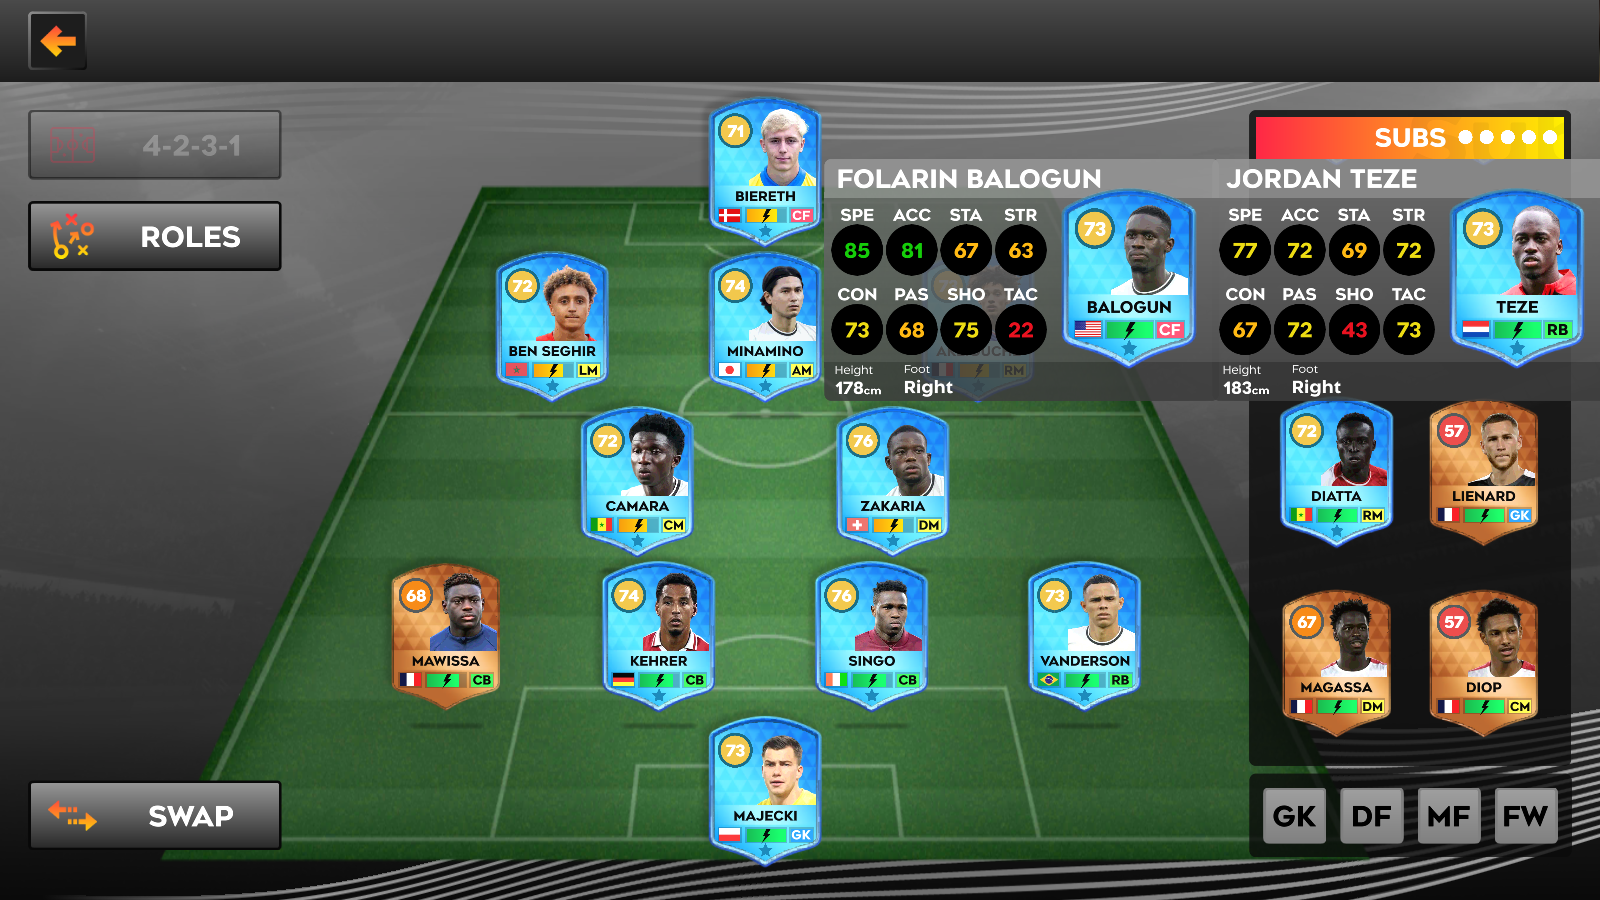 4-2-3-1
ROLES
SWAP
71
BIERETH
CF
72
BEN SEGHIR
LM
74
MINAMINO
AM
RM
72
CAMARA
CM
76
ZAKARIA
DM
68
MAWISSA
CB
74
KEHRER
CB
76
SINGO
CB
73
VANDERSON
RB
73
MAJECKI
GK
FOLARIN BALOGUN
SPE ACC STA STR
85 81 67 63
CON PAS SHO TAC
73 68 75 22
Height Foot
178cm Right
73
BALOGUN
CF
JORDAN TEZE
SPE ACC STA STR
77 72 69 72
CON PAS SHO TAC
67 72 43 73
Height Foot
183cm Right
73
TEZE
RB
SUBS
72
DIATTA
RM
57
LIENARD
GK
67
MAGASSA
DM
57
DIOP
CM
GK DF MF FW